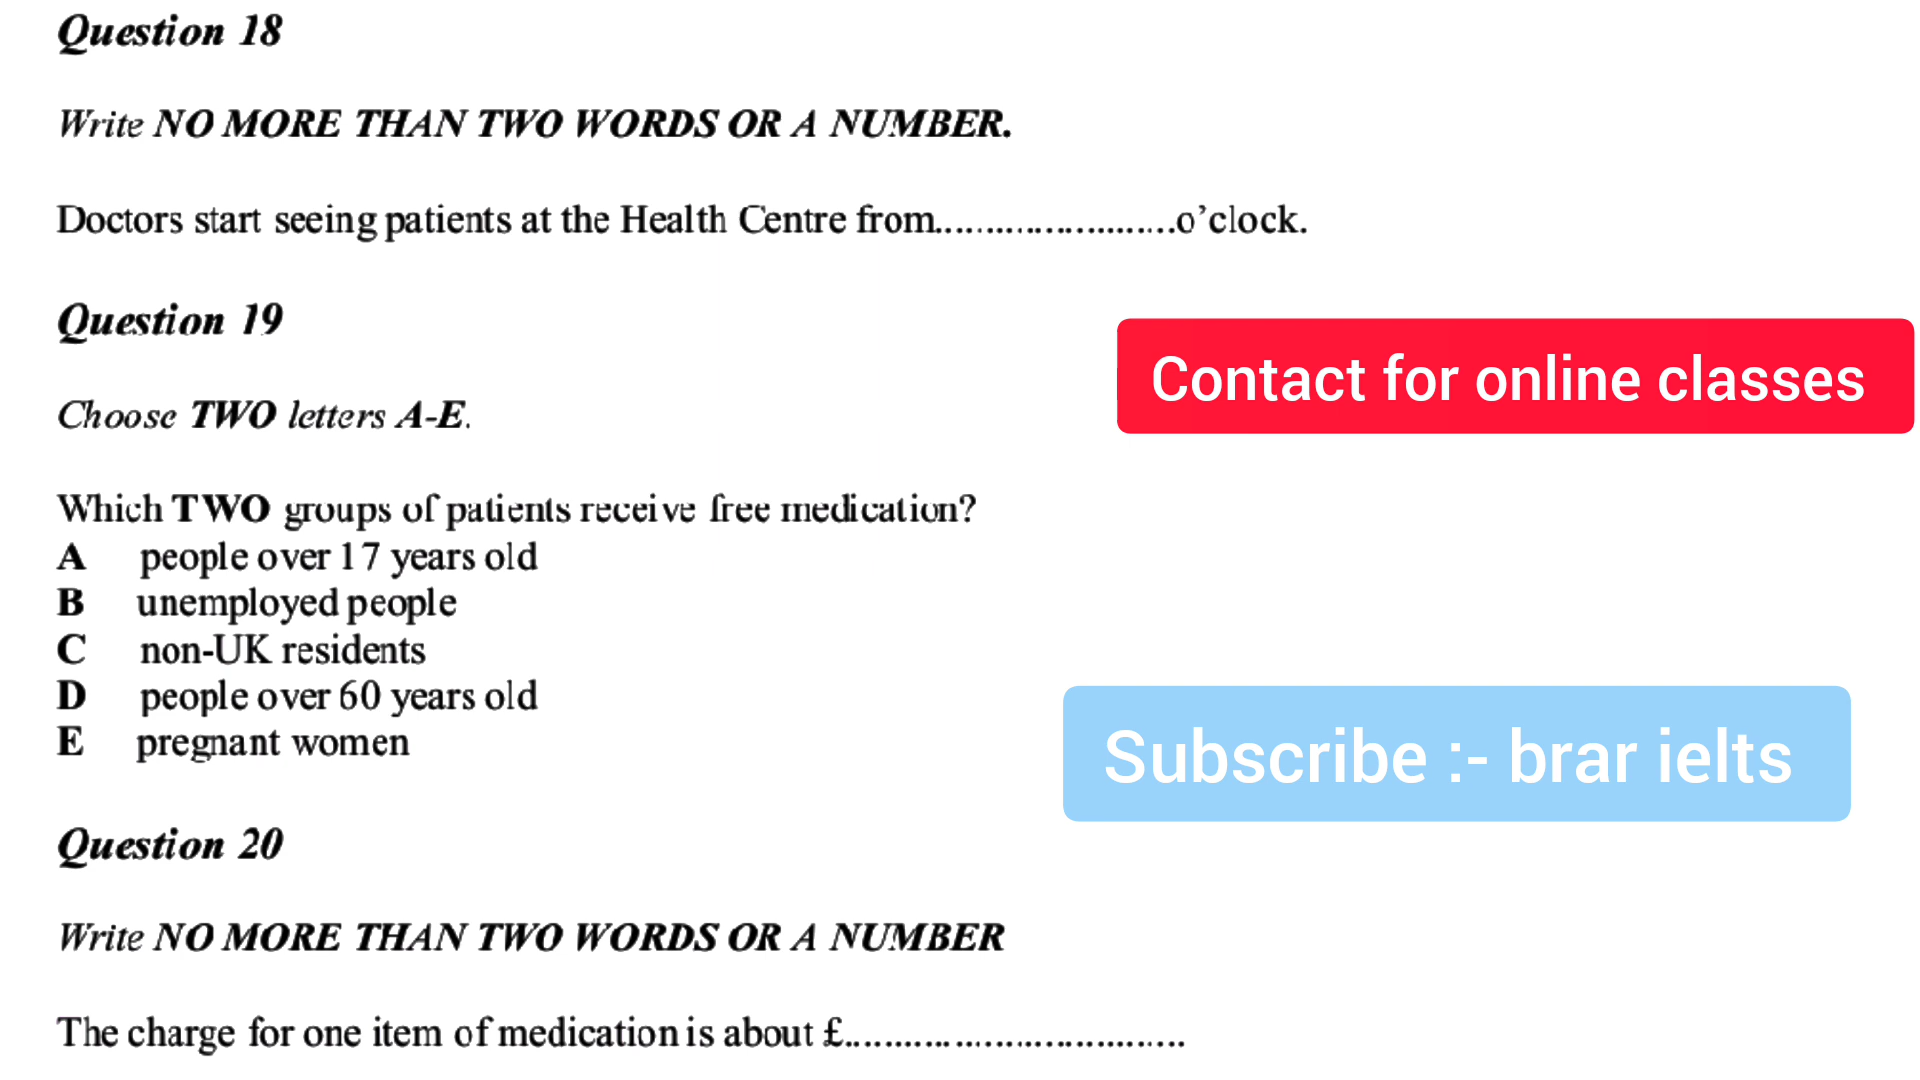 Question 18
Write NO MORE THAN TWO WORDS OR A NUMBER.
Doctors start seeing patients at the Health Centre from........................o’clock.
Question 19
Contact for online classes
Choose TWO letters A-E.
Which TWO groups of patients receive free medication?
A people over 17 years old
B unemployed people
C non-UK residents
D people over 60 years old
E pregnant women
Subscribe :- brar ielts
Question 20
Write NO MORE THAN TWO WORDS OR A NUMBER
The charge for one item of medication is about £..................................